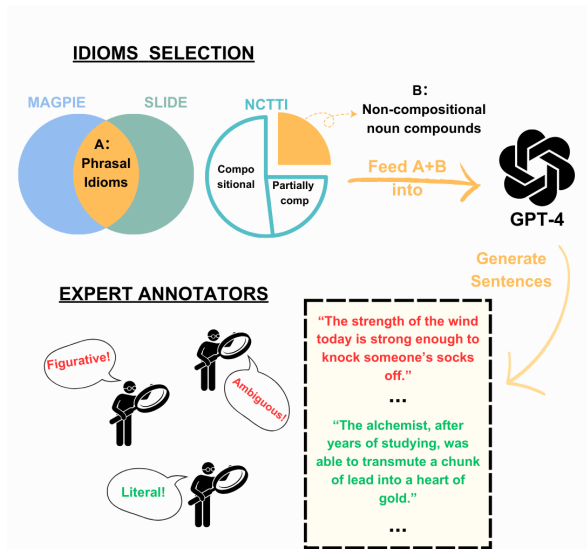 IDIOMS SELECTION
MAGPIE
SLIDE
A:
Phrasal
Idioms
NCTTI
Compo
sitional
Partially
comp
B:
Non-compositional
noun compounds
Feed A+B
into
GPT-4
Generate
Sentences
EXPERT ANNOTATORS
Figurative!
Ambiguous!
Literal!
“The strength of the wind
today is strong enough to
knock someone’s socks
off.”
...
“The alchemist, after
years of studying, was
able to transmute a chunk
of lead into a heart of
gold.”
...